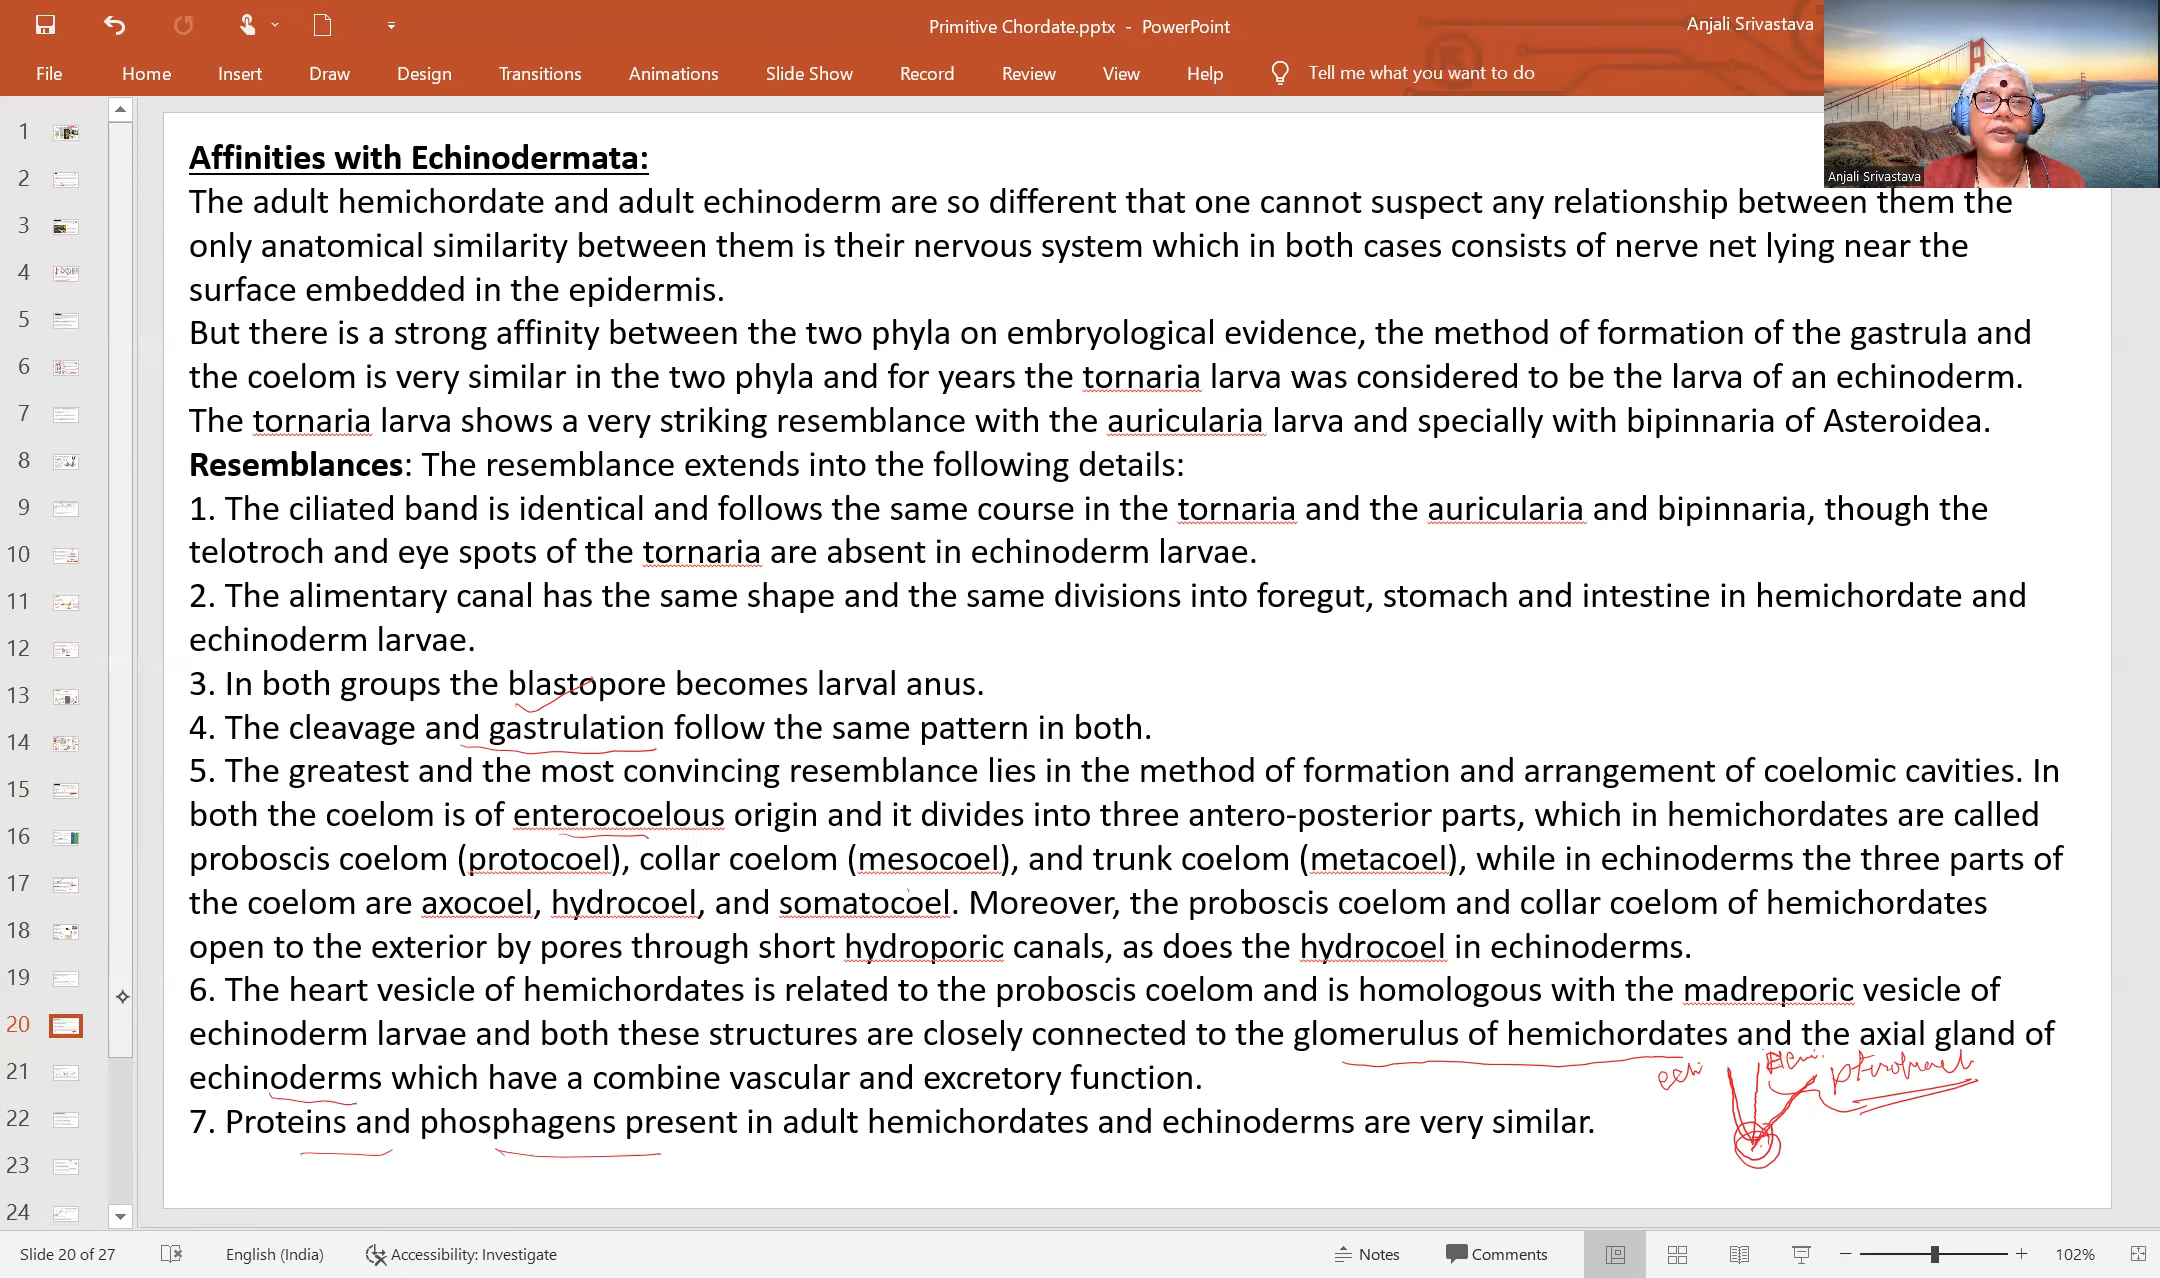 Primitive Chordate.pptx - PowerPoint
Anjali Srivastava
File Home Insert Draw Design Transitions Animations Slide Show Record Review View Help Tell me what you want to do
Anjali Srivastava
1
2
3
4
5
6
7
8
9
10
11
12
13
14
15
16
17
18
19
20
21
22
23
24
Affinities with Echinodermata:
The adult hemichordate and adult echinoderm are so different that one cannot suspect any relationship between them the
only anatomical similarity between them is their nervous system which in both cases consists of nerve net lying near the
surface embedded in the epidermis.
But there is a strong affinity between the two phyla on embryological evidence, the method of formation of the gastrula and
the coelom is very similar in the two phyla and for years the tornaria larva was considered to be the larva of an echinoderm.
The tornaria larva shows a very striking resemblance with the auricularia larva and specially with bipinnaria of Asteroidea.
Resemblances: The resemblance extends into the following details:
1. The ciliated band is identical and follows the same course in the tornaria and the auricularia and bipinnaria, though the
telotroch and eye spots of the tornaria are absent in echinoderm larvae.
2. The alimentary canal has the same shape and the same divisions into foregut, stomach and intestine in hemichordate and
echinoderm larvae.
3. In both groups the blastopore becomes larval anus.
4. The cleavage and gastrulation follow the same pattern in both.
5. The greatest and the most convincing resemblance lies in the method of formation and arrangement of coelomic cavities. In
both the coelom is of enterocoelous origin and it divides into three antero-posterior parts, which in hemichordates are called
proboscis coelom (protocoel), collar coelom (mesocoel), and trunk coelom (metacoel), while in echinoderms the three parts of
the coelom are axocoel, hydrocoel, and somatocoel. Moreover, the proboscis coelom and collar coelom of hemichordates
open to the exterior by pores through short hydroporic canals, as does the hydrocoel in echinoderms.
6. The heart vesicle of hemichordates is related to the proboscis coelom and is homologous with the madreporic vesicle of
echinoderm larvae and both these structures are closely connected to the glomerulus of hemichordates and the axial gland of
echinoderms which have a combine vascular and excretory function.
7. Proteins and phosphagens present in adult hemichordates and echinoderms are very similar.
Slide 20 of 27 English (India) Accessibility: Investigate Notes Comments 102%